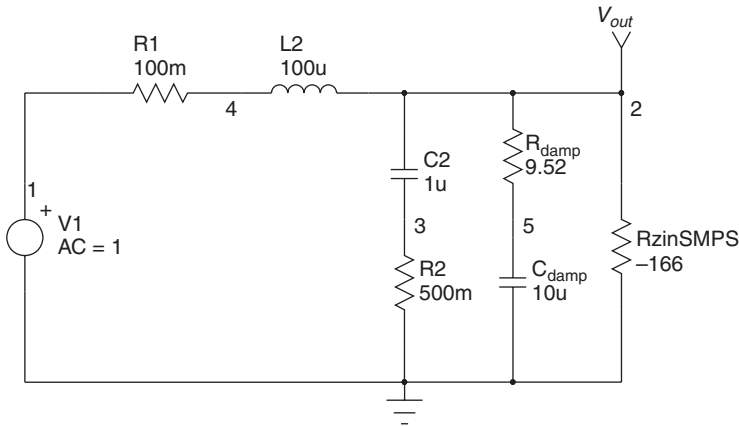 V_out
R1
100m
L2
100u
4
2
C2
1u
R_damp
9.52
1
+
V1
AC = 1
3
5
RzinSMPS
–166
R2
500m
C_damp
10u